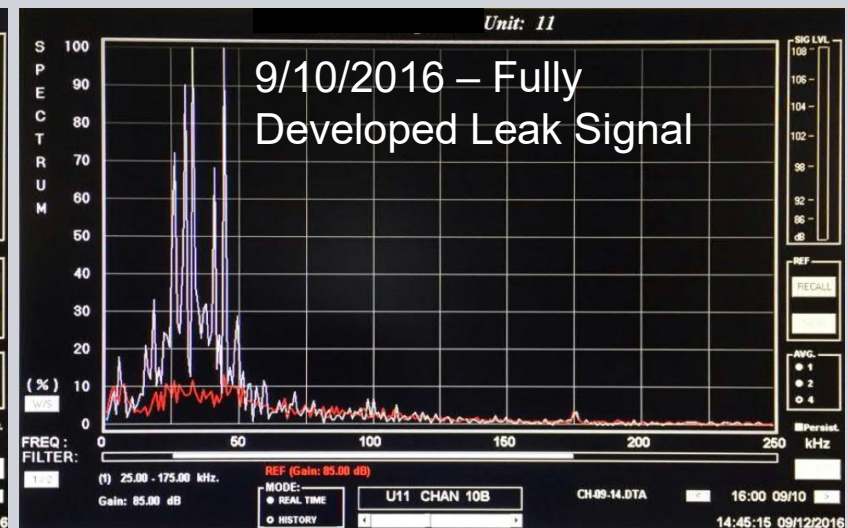 Unit: 11
9/10/2016 – Fully
Developed Leak Signal
SPECTRUM
(%)
100
90
80
70
60
50
40
30
20
10
0
W/S
0 50 100 150 200 250
FREQ :
kHz
FILTER:
1 / 2
(1) 25.00 - 175.00 kHz.
Gain: 85.00 dB
REF (Gain: 85.00 dB)
MODE:
REAL TIME
HISTORY
U11 CHAN 10B
CH-09-14.DTA
<
16:00 09/10
>
14:45:15 09/12/2016
SIG LVL
108
106
104
102
98
92
86
dB
REF
RECALL
AVG.
1
2
4
Persist.
6